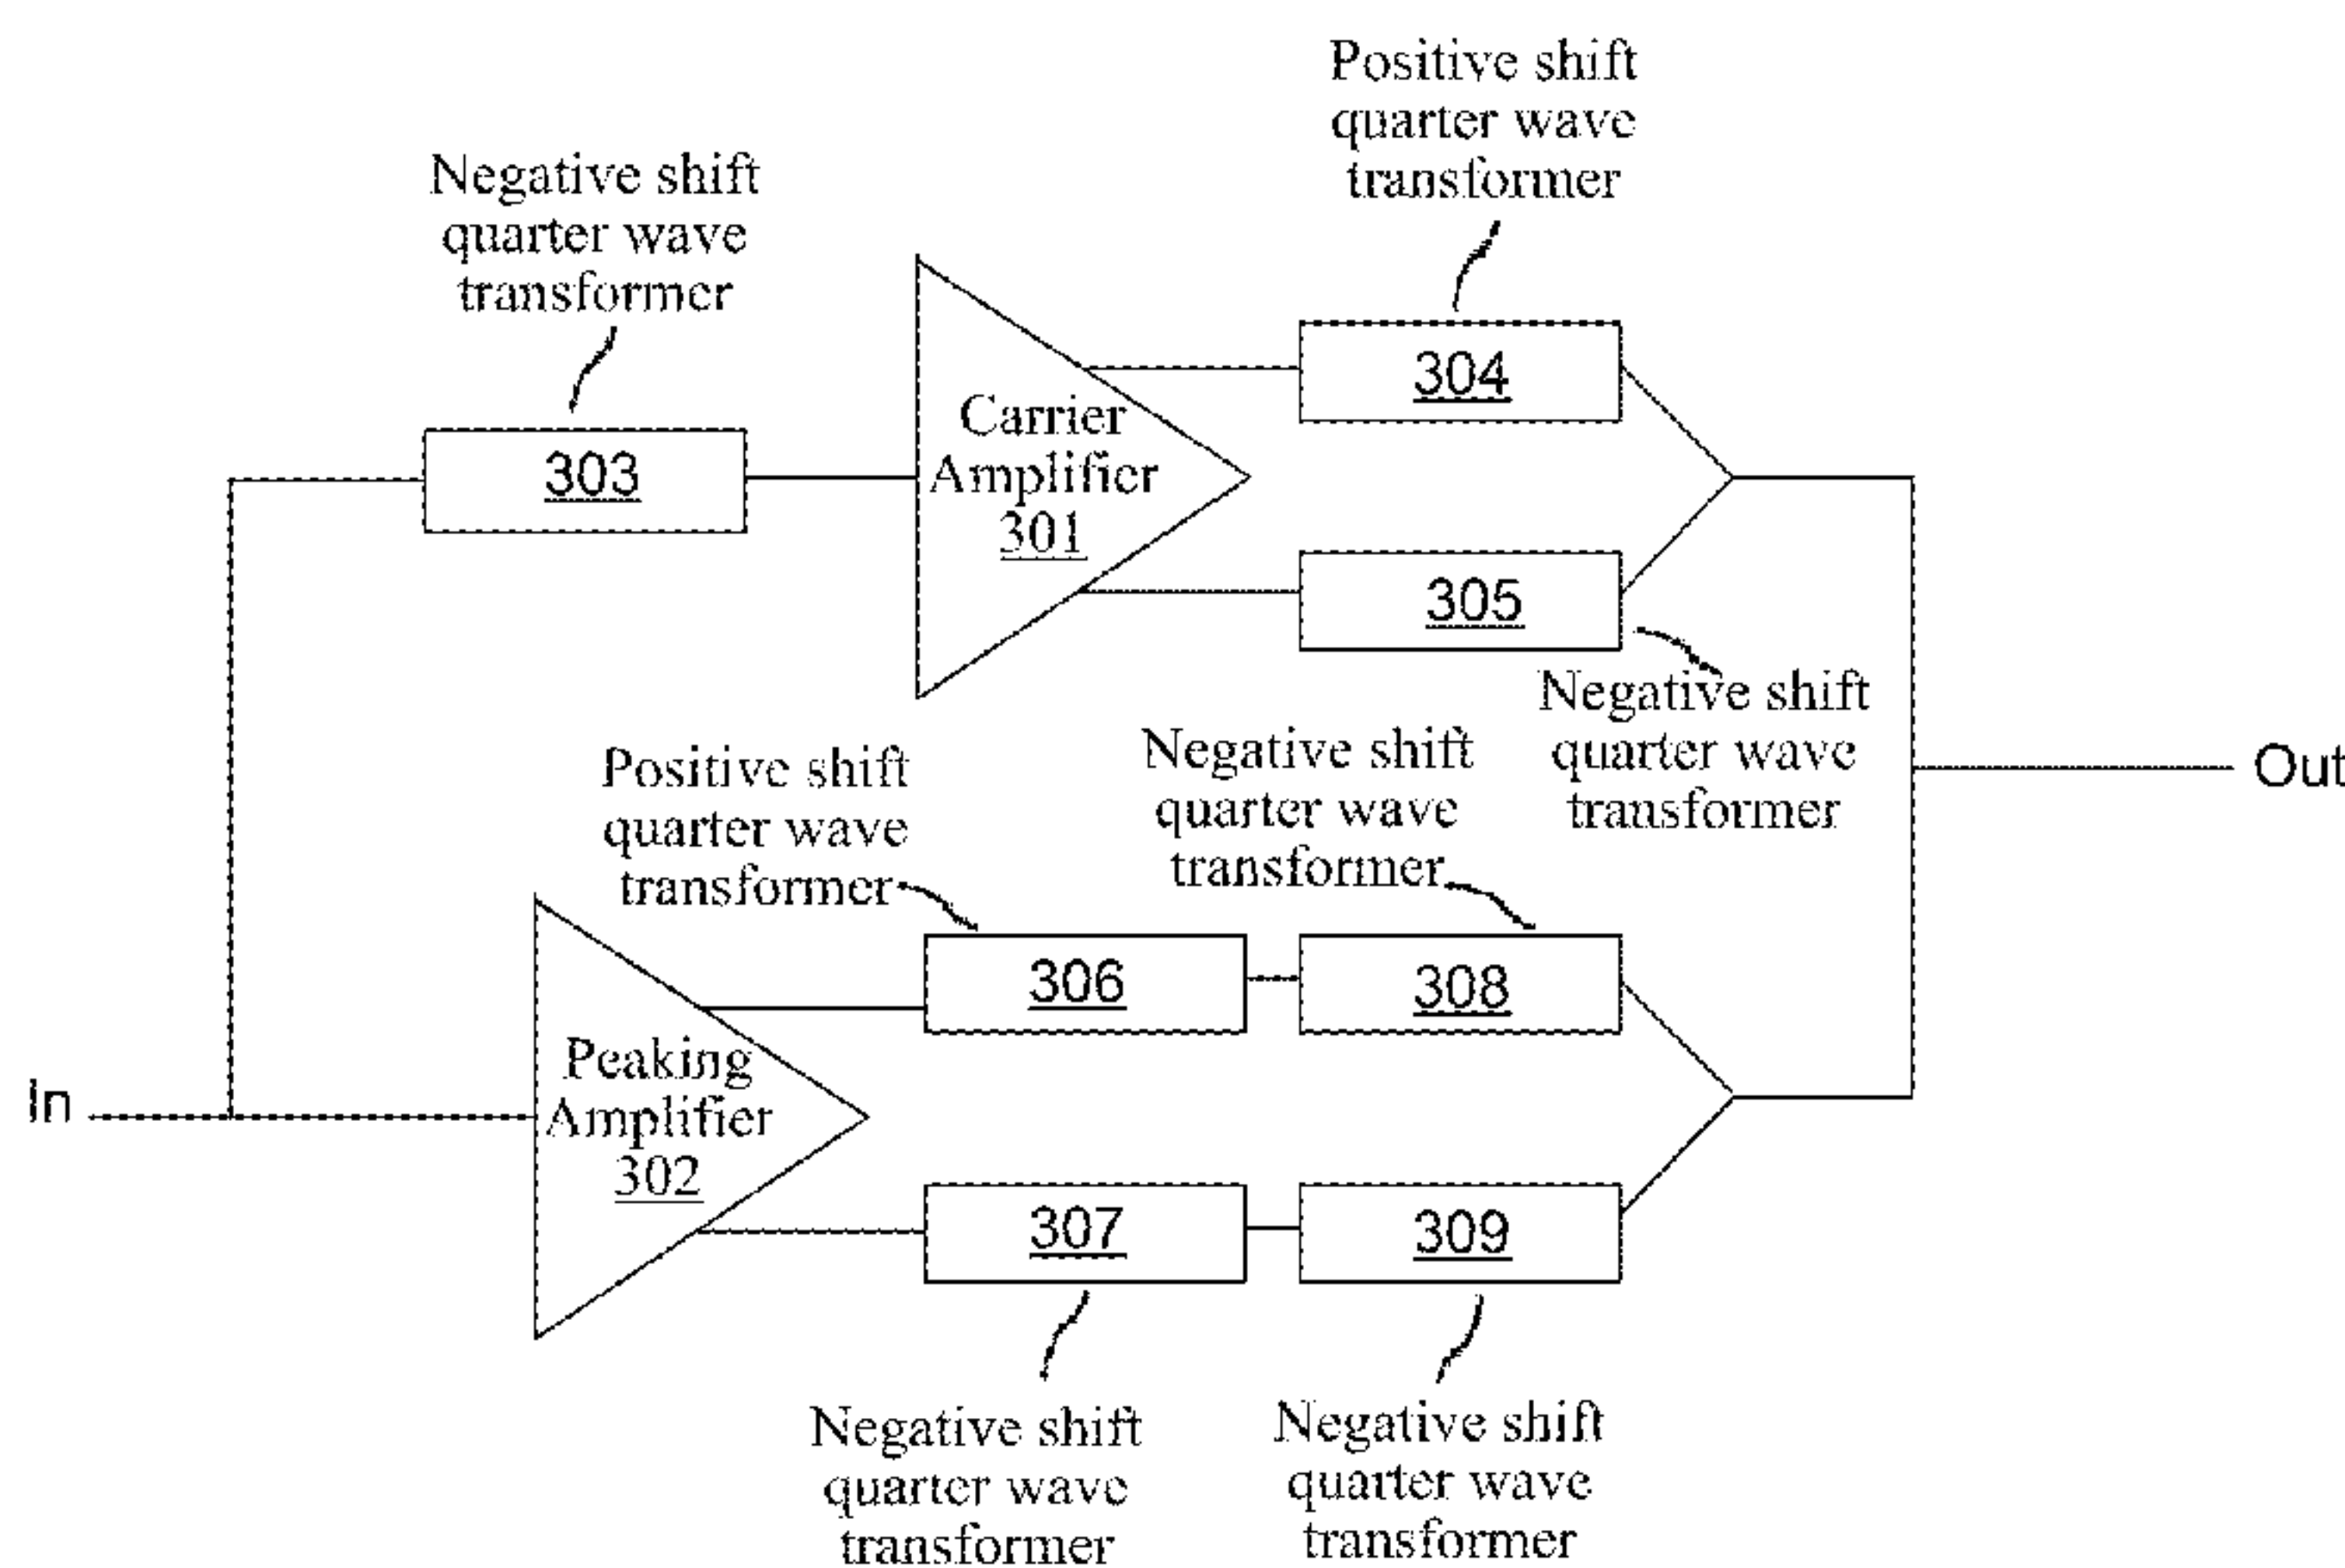 Positive shift
quarter wave
transformer
Negative shift
quarter wave
transformer
304
303
Carrier
Amplifier
301
305
Negative shift
quarter wave
transformer
Positive shift
quarter wave
transformer
Negative shift
quarter wave
transformer
Out
306
308
Peaking
Amplifier
302
In
307
309
Negative shift
quarter wave
transformer
Negative shift
quarter wave
transformer